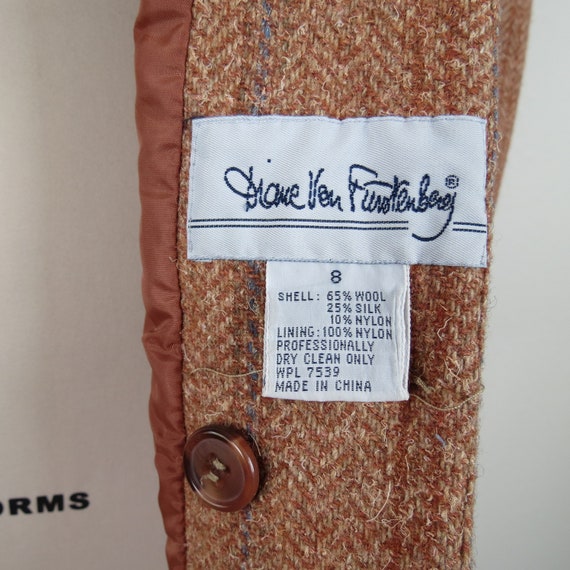 Diane Von Furstenberg®
8
SHELL: 65% WOOL
25% SILK
10% NYLON
LINING: 100% NYLON
PROFESSIONALLY
DRY CLEAN ONLY
WPL 7539
MADE IN CHINA
ORMS